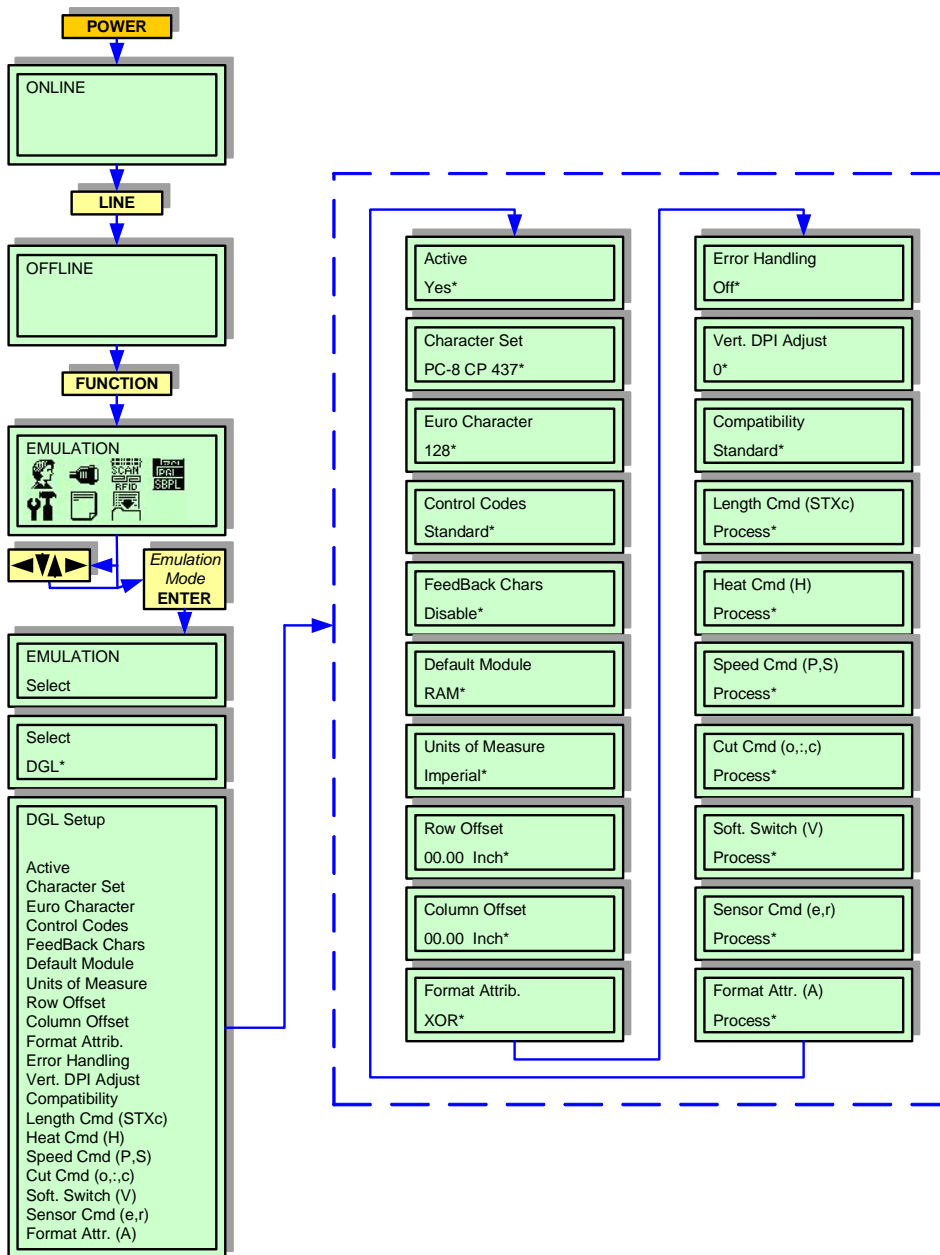 POWER
ONLINE
LINE
OFFLINE
FUNCTION
EMULATION
SCAN
RFID
SBPL
Emulation
Mode
ENTER
EMULATION
Select
Select
DGL*
DGL Setup
Active
Character Set
Euro Character
Control Codes
FeedBack Chars
Default Module
Units of Measure
Row Offset
Column Offset
Format Attrib.
Error Handling
Vert. DPI Adjust
Compatibility
Length Cmd (STXc)
Heat Cmd (H)
Speed Cmd (P,S)
Cut Cmd (o,:,c)
Soft. Switch (V)
Sensor Cmd (e,r)
Format Attr. (A)
Active
Yes*
Character Set
PC-8 CP 437*
Euro Character
128*
Control Codes
Standard*
FeedBack Chars
Disable*
Default Module
RAM*
Units of Measure
Imperial*
Row Offset
00.00 Inch*
Column Offset
00.00 Inch*
Format Attrib.
XOR*
Error Handling
Off*
Vert. DPI Adjust
0*
Compatibility
Standard*
Length Cmd (STXc)
Process*
Heat Cmd (H)
Process*
Speed Cmd (P,S)
Process*
Cut Cmd (o,:,c)
Process*
Soft. Switch (V)
Process*
Sensor Cmd (e,r)
Process*
Format Attr. (A)
Process*